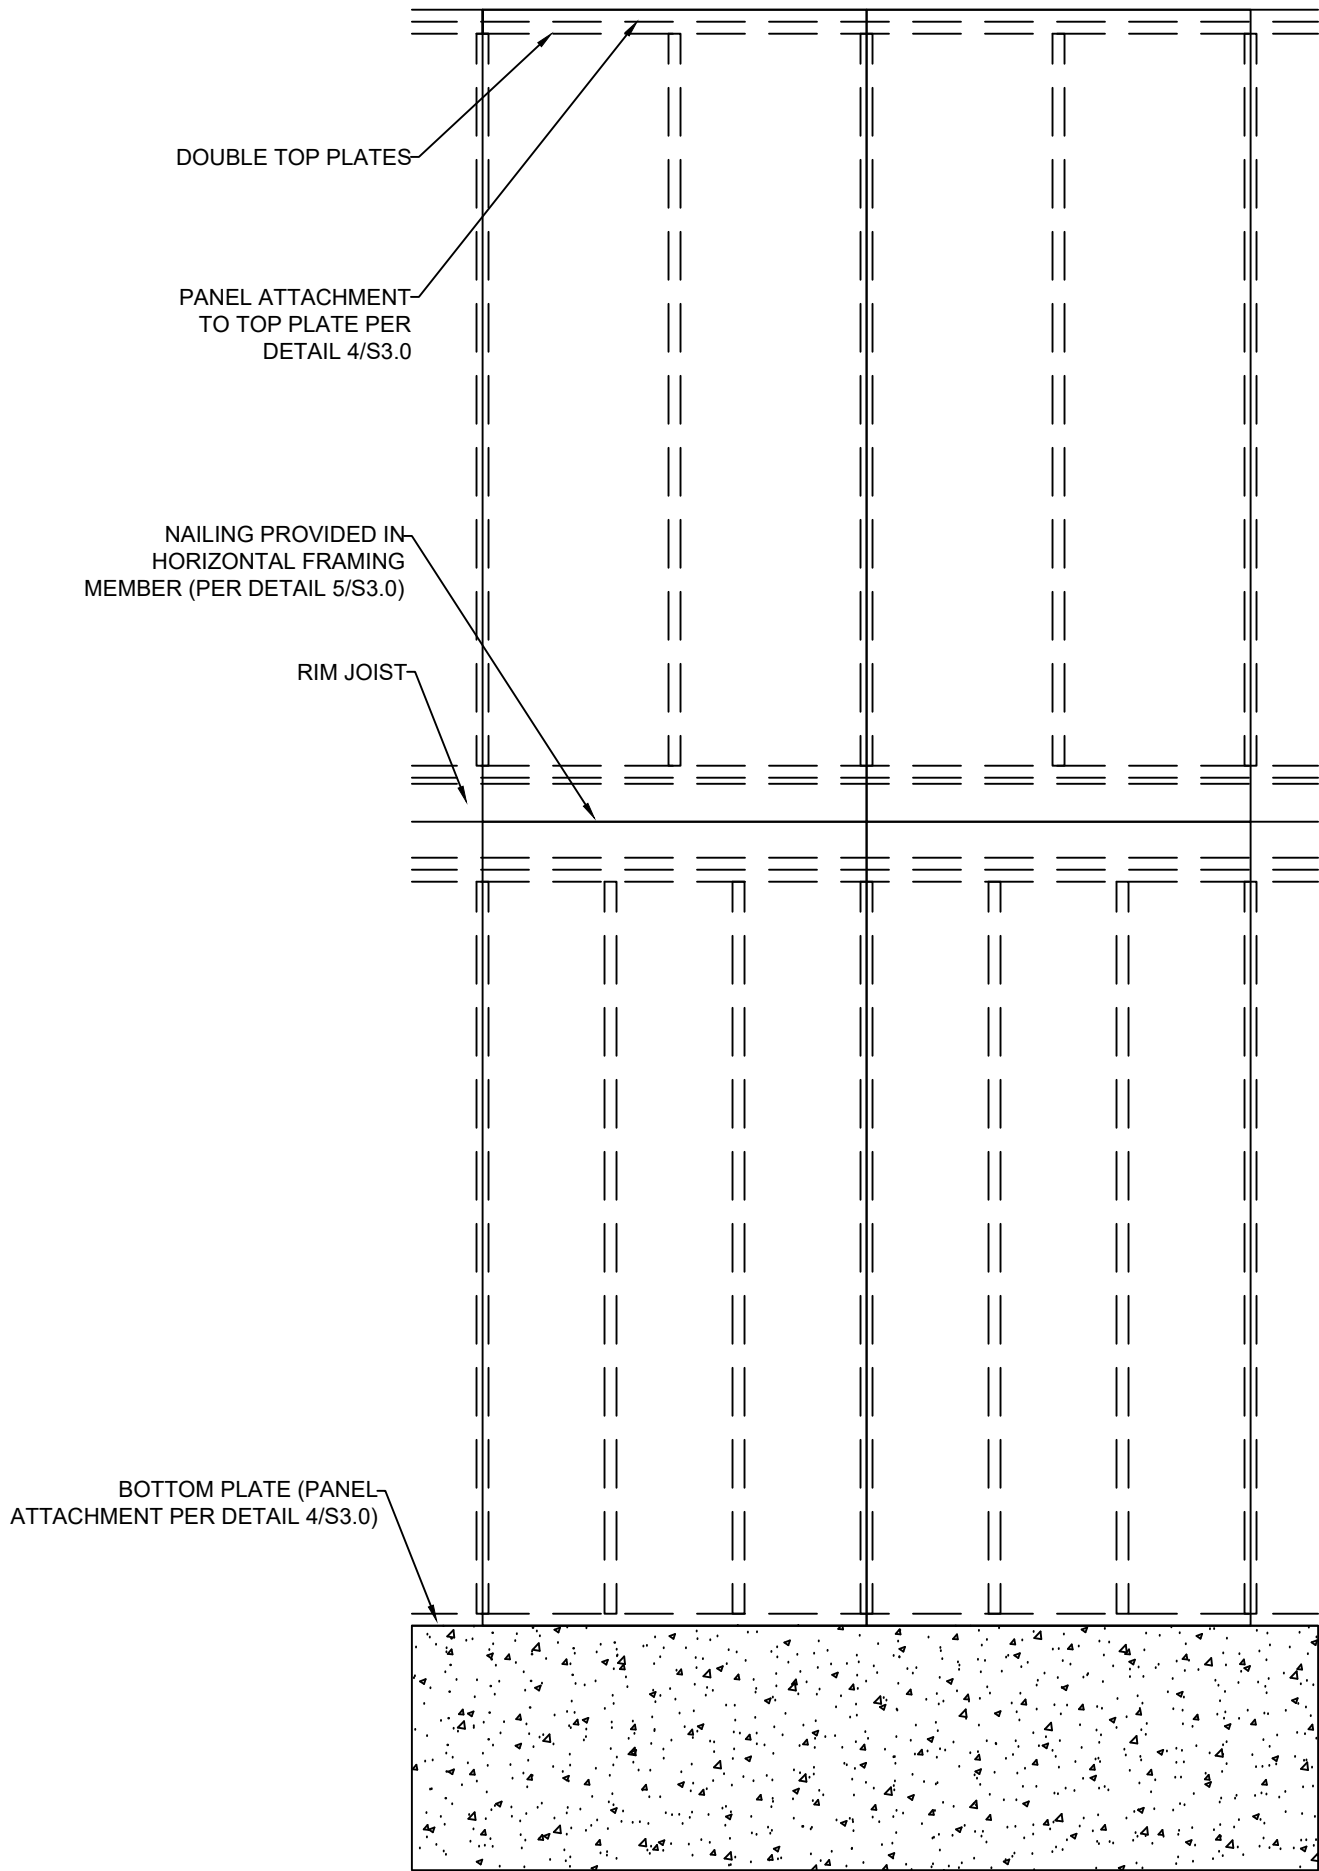 DOUBLE TOP PLATES
PANEL ATTACHMENT
TO TOP PLATE PER
DETAIL 4/S3.0
NAILING PROVIDED IN
HORIZONTAL FRAMING
MEMBER (PER DETAIL 5/S3.0)
RIM JOIST
BOTTOM PLATE (PANEL
ATTACHMENT PER DETAIL 4/S3.0)